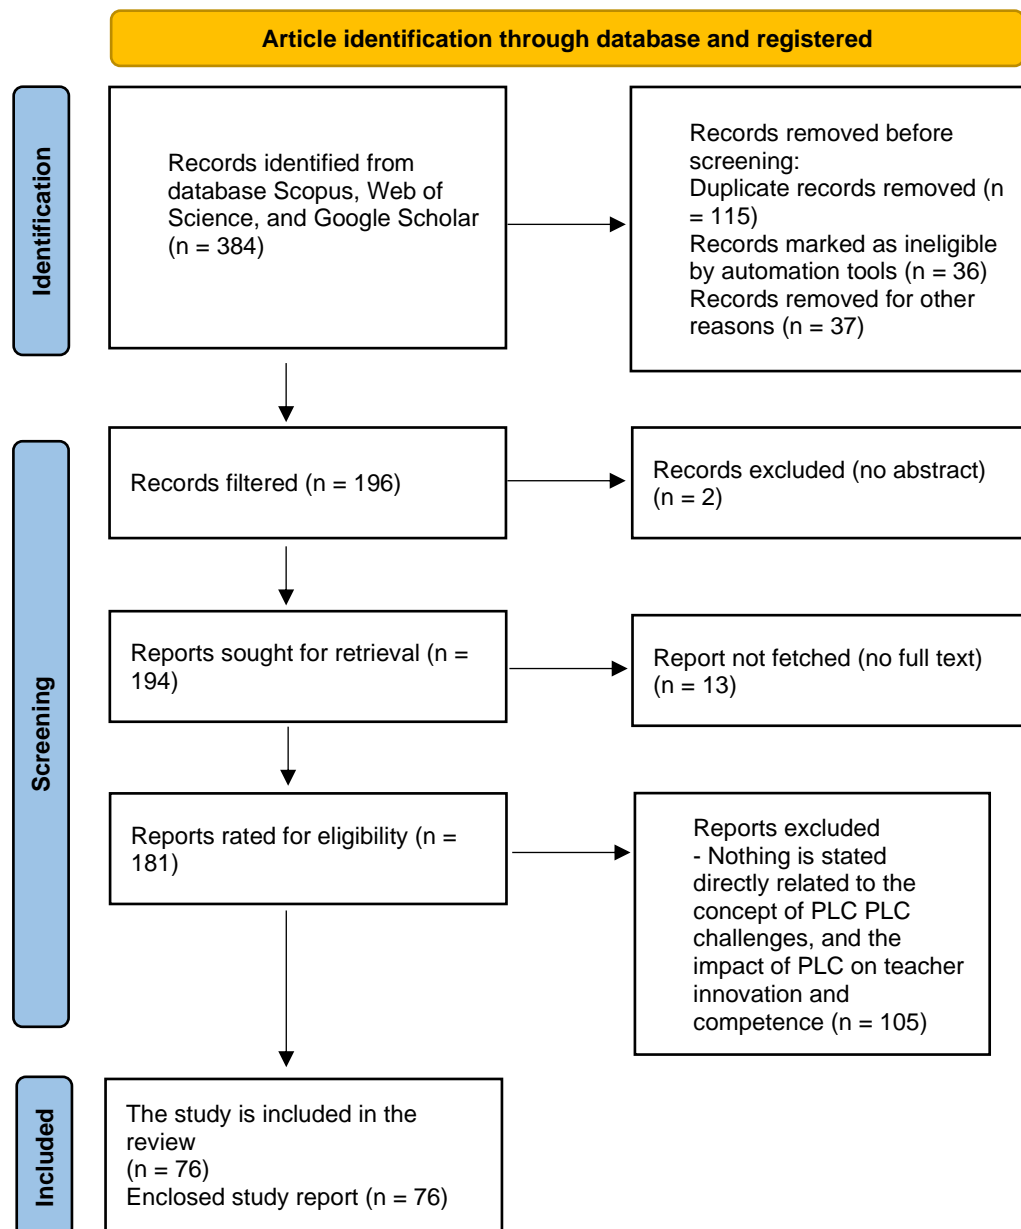 Article identification through database and registered
Identification
Records identified from
database Scopus, Web of
Science, and Google Scholar
(n = 384)
Records removed before
screening:
Duplicate records removed (n
= 115)
Records marked as ineligible
by automation tools (n = 36)
Records removed for other
reasons (n = 37)
Screening
Records filtered (n = 196)
Records excluded (no abstract)
(n = 2)
Reports sought for retrieval (n =
194)
Report not fetched (no full text)
(n = 13)
Reports rated for eligibility (n =
181)
Reports excluded
- Nothing is stated
directly related to the
concept of PLC PLC
challenges, and the
impact of PLC on teacher
innovation and
competence (n = 105)
Included
The study is included in the
review
(n = 76)
Enclosed study report (n = 76)